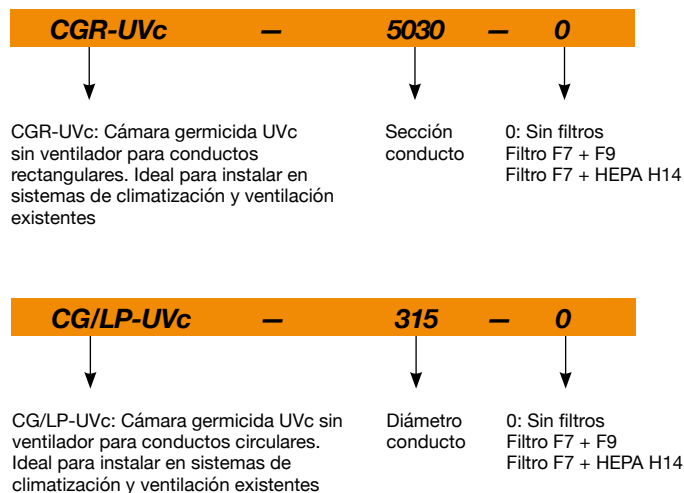 CGR-UVc — 5030 — 0
CGR-UVc: Cámara germicida UVc
sin ventilador para conductos
rectangulares. Ideal para instalar en
sistemas de climatización y ventilación
existentes
Sección
conducto
0: Sin filtros
Filtro F7 + F9
Filtro F7 + HEPA H14
CG/LP-UVc — 315 — 0
CG/LP-UVc: Cámara germicida UVc sin
ventilador para conductos circulares.
Ideal para instalar en sistemas de
climatización y ventilación existentes
Diámetro
conducto
0: Sin filtros
Filtro F7 + F9
Filtro F7 + HEPA H14